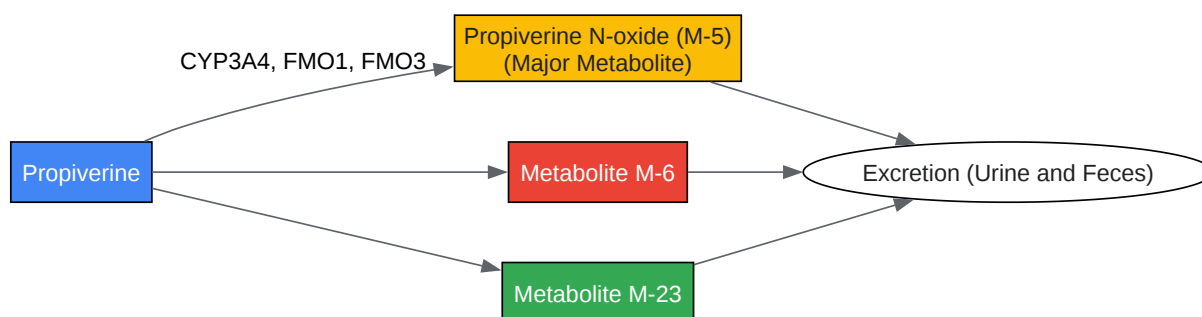 Propiverine N-oxide (M-5)
(Major Metabolite)
CYP3A4, FMO1, FMO3
Propiverine
Metabolite M-6
Excretion (Urine and Feces)
Metabolite M-23